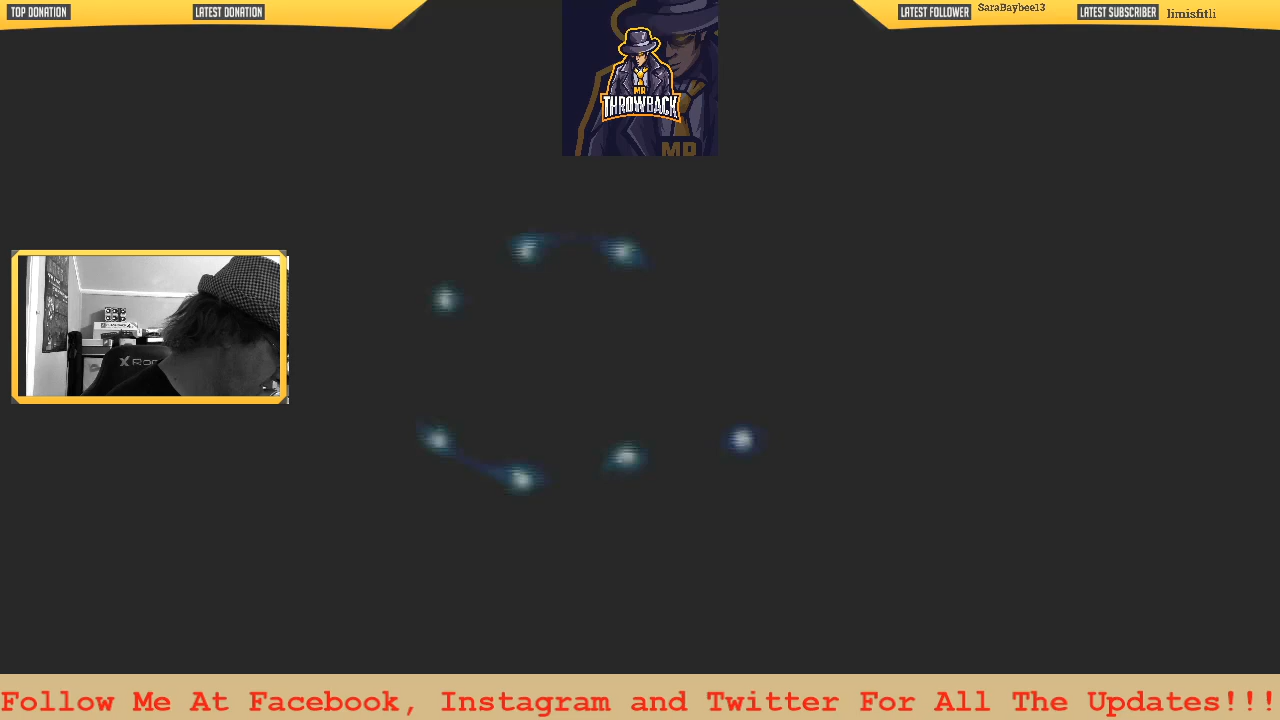 TOP DONATION
LATEST DONATION
LATEST FOLLOWER
SaraBaybee13
LATEST SUBSCRIBER
limisfitli
MR
THROWBACK
MR
Follow Me At Facebook, Instagram and Twitter For All The Updates!!!